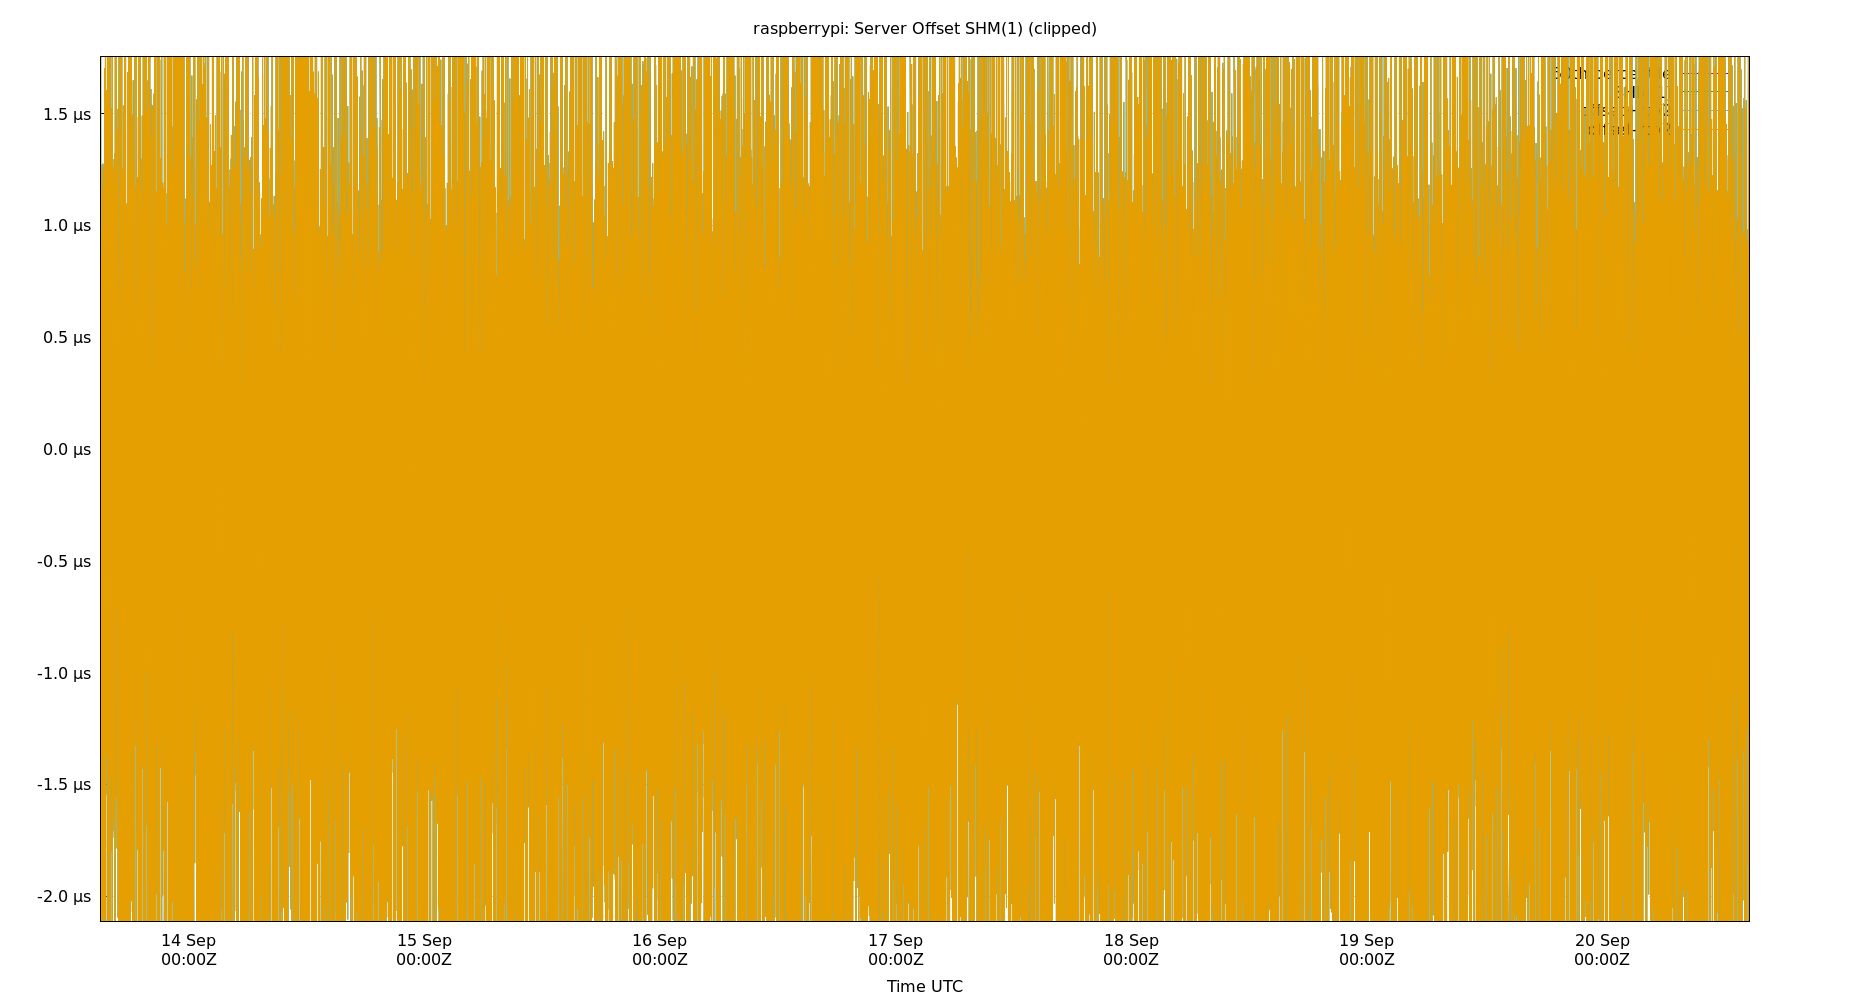 raspberrypi: Server Offset SHM(1) (clipped)
1.5 µs
1.0 µs
0.5 µs
0.0 µs
-0.5 µs
-1.0 µs
-1.5 µs
-2.0 µs
14 Sep 15 Sep 16 Sep 17 Sep 18 Sep 19 Sep 20 Sep
00:00Z 00:00Z 00:00Z 00:00Z 00:00Z 00:00Z 00:00Z
Time UTC